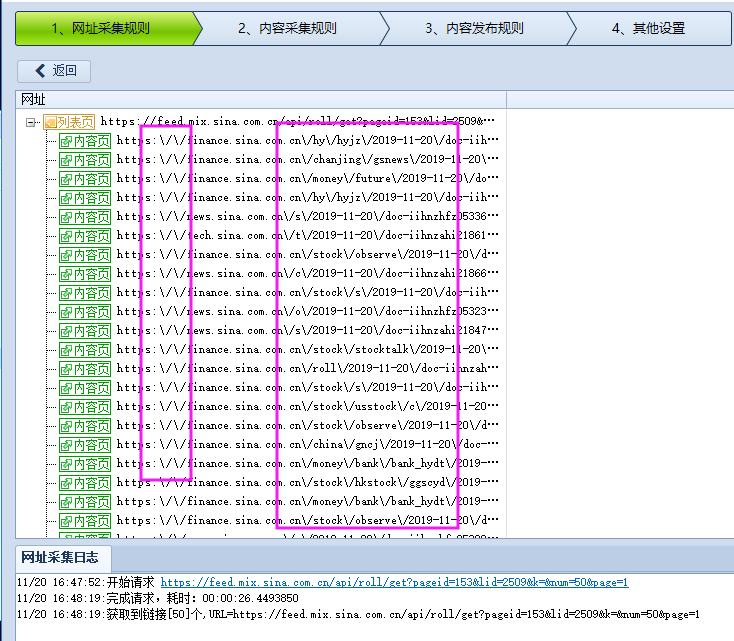 1、网址采集规则
2、内容采集规则
3、内容发布规则
4、其他设置
返回
网址
列表页 https://feed.mix.sina.com.cn/api/roll/get?pageid=153&lid=2509&…
内容页 https:\/\/finance.sina.com.cn\/hy\/hyjz\/2019-11-20\/doc-iih…
内容页 https:\/\/finance.sina.com.cn\/chanjing\/gsnews\/2019-11-20\…
内容页 https:\/\/finance.sina.com.cn\/money\/future\/2019-11-20\/do…
内容页 https:\/\/finance.sina.com.cn\/hy\/hyjz\/2019-11-20\/doc-iih…
内容页 https:\/\/news.sina.com.cn\/s\/2019-11-20\/doc-iihnzhfz05336…
内容页 https:\/\/tech.sina.com.cn\/t\/2019-11-20\/doc-iihnzahi21861…
内容页 https:\/\/finance.sina.com.cn\/stock\/observe\/2019-11-20\/d…
内容页 https:\/\/news.sina.com.cn\/c\/2019-11-20\/doc-iihnzahi21866…
内容页 https:\/\/finance.sina.com.cn\/stock\/s\/2019-11-20\/doc-iih…
内容页 https:\/\/news.sina.com.cn\/o\/2019-11-20\/doc-iihnzhfz05323…
内容页 https:\/\/news.sina.com.cn\/s\/2019-11-20\/doc-iihnzahi21847…
内容页 https:\/\/finance.sina.com.cn\/stock\/stocktalk\/2019-11-20\…
内容页 https:\/\/finance.sina.com.cn\/roll\/2019-11-20\/doc-iihnzah…
内容页 https:\/\/finance.sina.com.cn\/stock\/s\/2019-11-20\/doc-iih…
内容页 https:\/\/finance.sina.com.cn\/stock\/usstock\/c\/2019-11-20…
内容页 https:\/\/finance.sina.com.cn\/stock\/observe\/2019-11-20\/d…
内容页 https:\/\/finance.sina.com.cn\/china\/gncj\/2019-11-20\/doc-…
内容页 https:\/\/finance.sina.com.cn\/money\/bank\/bank_hydt\/2019-…
内容页 https:\/\/finance.sina.com.cn\/stock\/hkstock\/ggscyd\/2019-…
内容页 https:\/\/finance.sina.com.cn\/money\/bank\/bank_hydt\/2019-…
内容页 https:\/\/finance.sina.com.cn\/stock\/observe\/2019-11-20\/d…
网址采集日志
11/20 16:47:52:开始请求 https://feed.mix.sina.com.cn/api/roll/get?pageid=153&lid=2509&k=&num=50&page=1
11/20 16:48:19:完成请求，耗时：00:00:26.4493850
11/20 16:48:19:获取到链接[50]个,URL=https://feed.mix.sina.com.cn/api/roll/get?pageid=153&lid=2509&k=&num=50&page=1